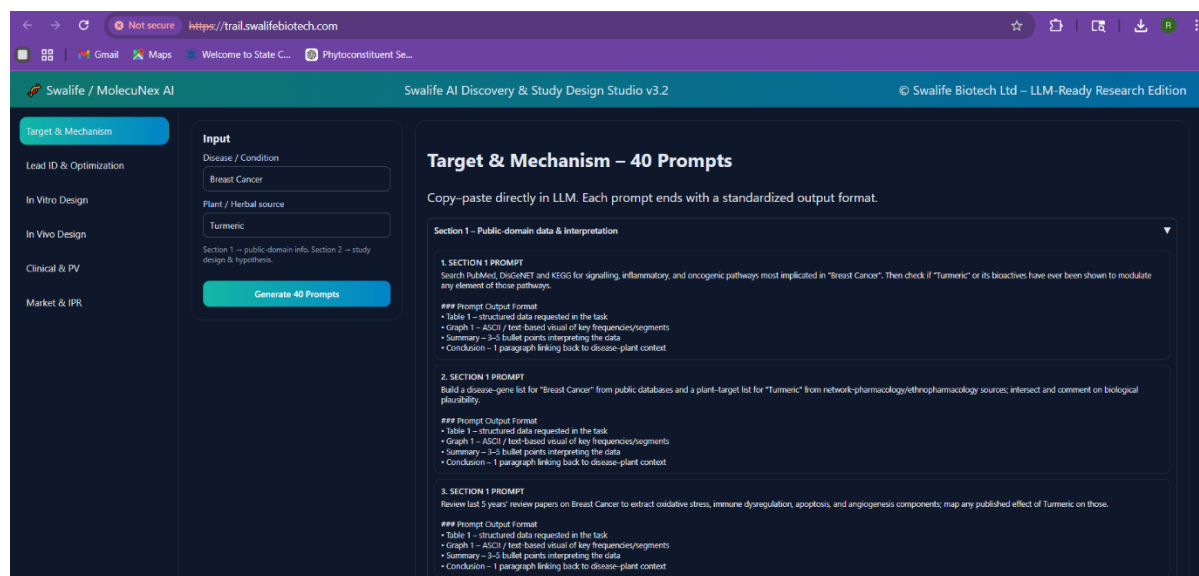 Not secure https://trail.swalifebiotech.com
R
Gmail Maps Welcome to State C... Phytoconstituent Se...
Swalife / MolecuNex AI
Swalife AI Discovery & Study Design Studio v3.2
© Swalife Biotech Ltd – LLM-Ready Research Edition
Target & Mechanism
Lead ID & Optimization
In Vitro Design
In Vivo Design
Clinical & PV
Market & IPR
Input
Disease / Condition
Breast Cancer
Plant / Herbal source
Turmeric
Section 1 → public-domain info. Section 2 → study
design & hypothesis.
Generate 40 Prompts
Target & Mechanism – 40 Prompts
Copy–paste directly in LLM. Each prompt ends with a standardized output format.
Section 1 – Public-domain data & interpretation
1. SECTION 1 PROMPT
Search PubMed, DisGeNET and KEGG for signalling, inflammatory, and oncogenic pathways most implicated in "Breast Cancer". Then check if "Turmeric" or its bioactives have ever been shown to modulate
any element of those pathways.
### Prompt Output Format
• Table 1 – structured data requested in the task
• Graph 1 – ASCII / text-based visual of key frequencies/segments
• Summary – 3–5 bullet points interpreting the data
• Conclusion – 1 paragraph linking back to disease–plant context
2. SECTION 1 PROMPT
Build a disease–gene list for "Breast Cancer" from public databases and a plant–target list for "Turmeric" from network-pharmacology/ethnopharmacology sources; intersect and comment on biological
plausibility.
### Prompt Output Format
• Table 1 – structured data requested in the task
• Graph 1 – ASCII / text-based visual of key frequencies/segments
• Summary – 3–5 bullet points interpreting the data
• Conclusion – 1 paragraph linking back to disease–plant context
3. SECTION 1 PROMPT
Review last 5 years' review papers on Breast Cancer to extract oxidative stress, immune dysregulation, apoptosis, and angiogenesis components; map any published effect of Turmeric on those.
### Prompt Output Format
• Table 1 – structured data requested in the task
• Graph 1 – ASCII / text-based visual of key frequencies/segments
• Summary – 3–5 bullet points interpreting the data
• Conclusion – 1 paragraph linking back to disease–plant context